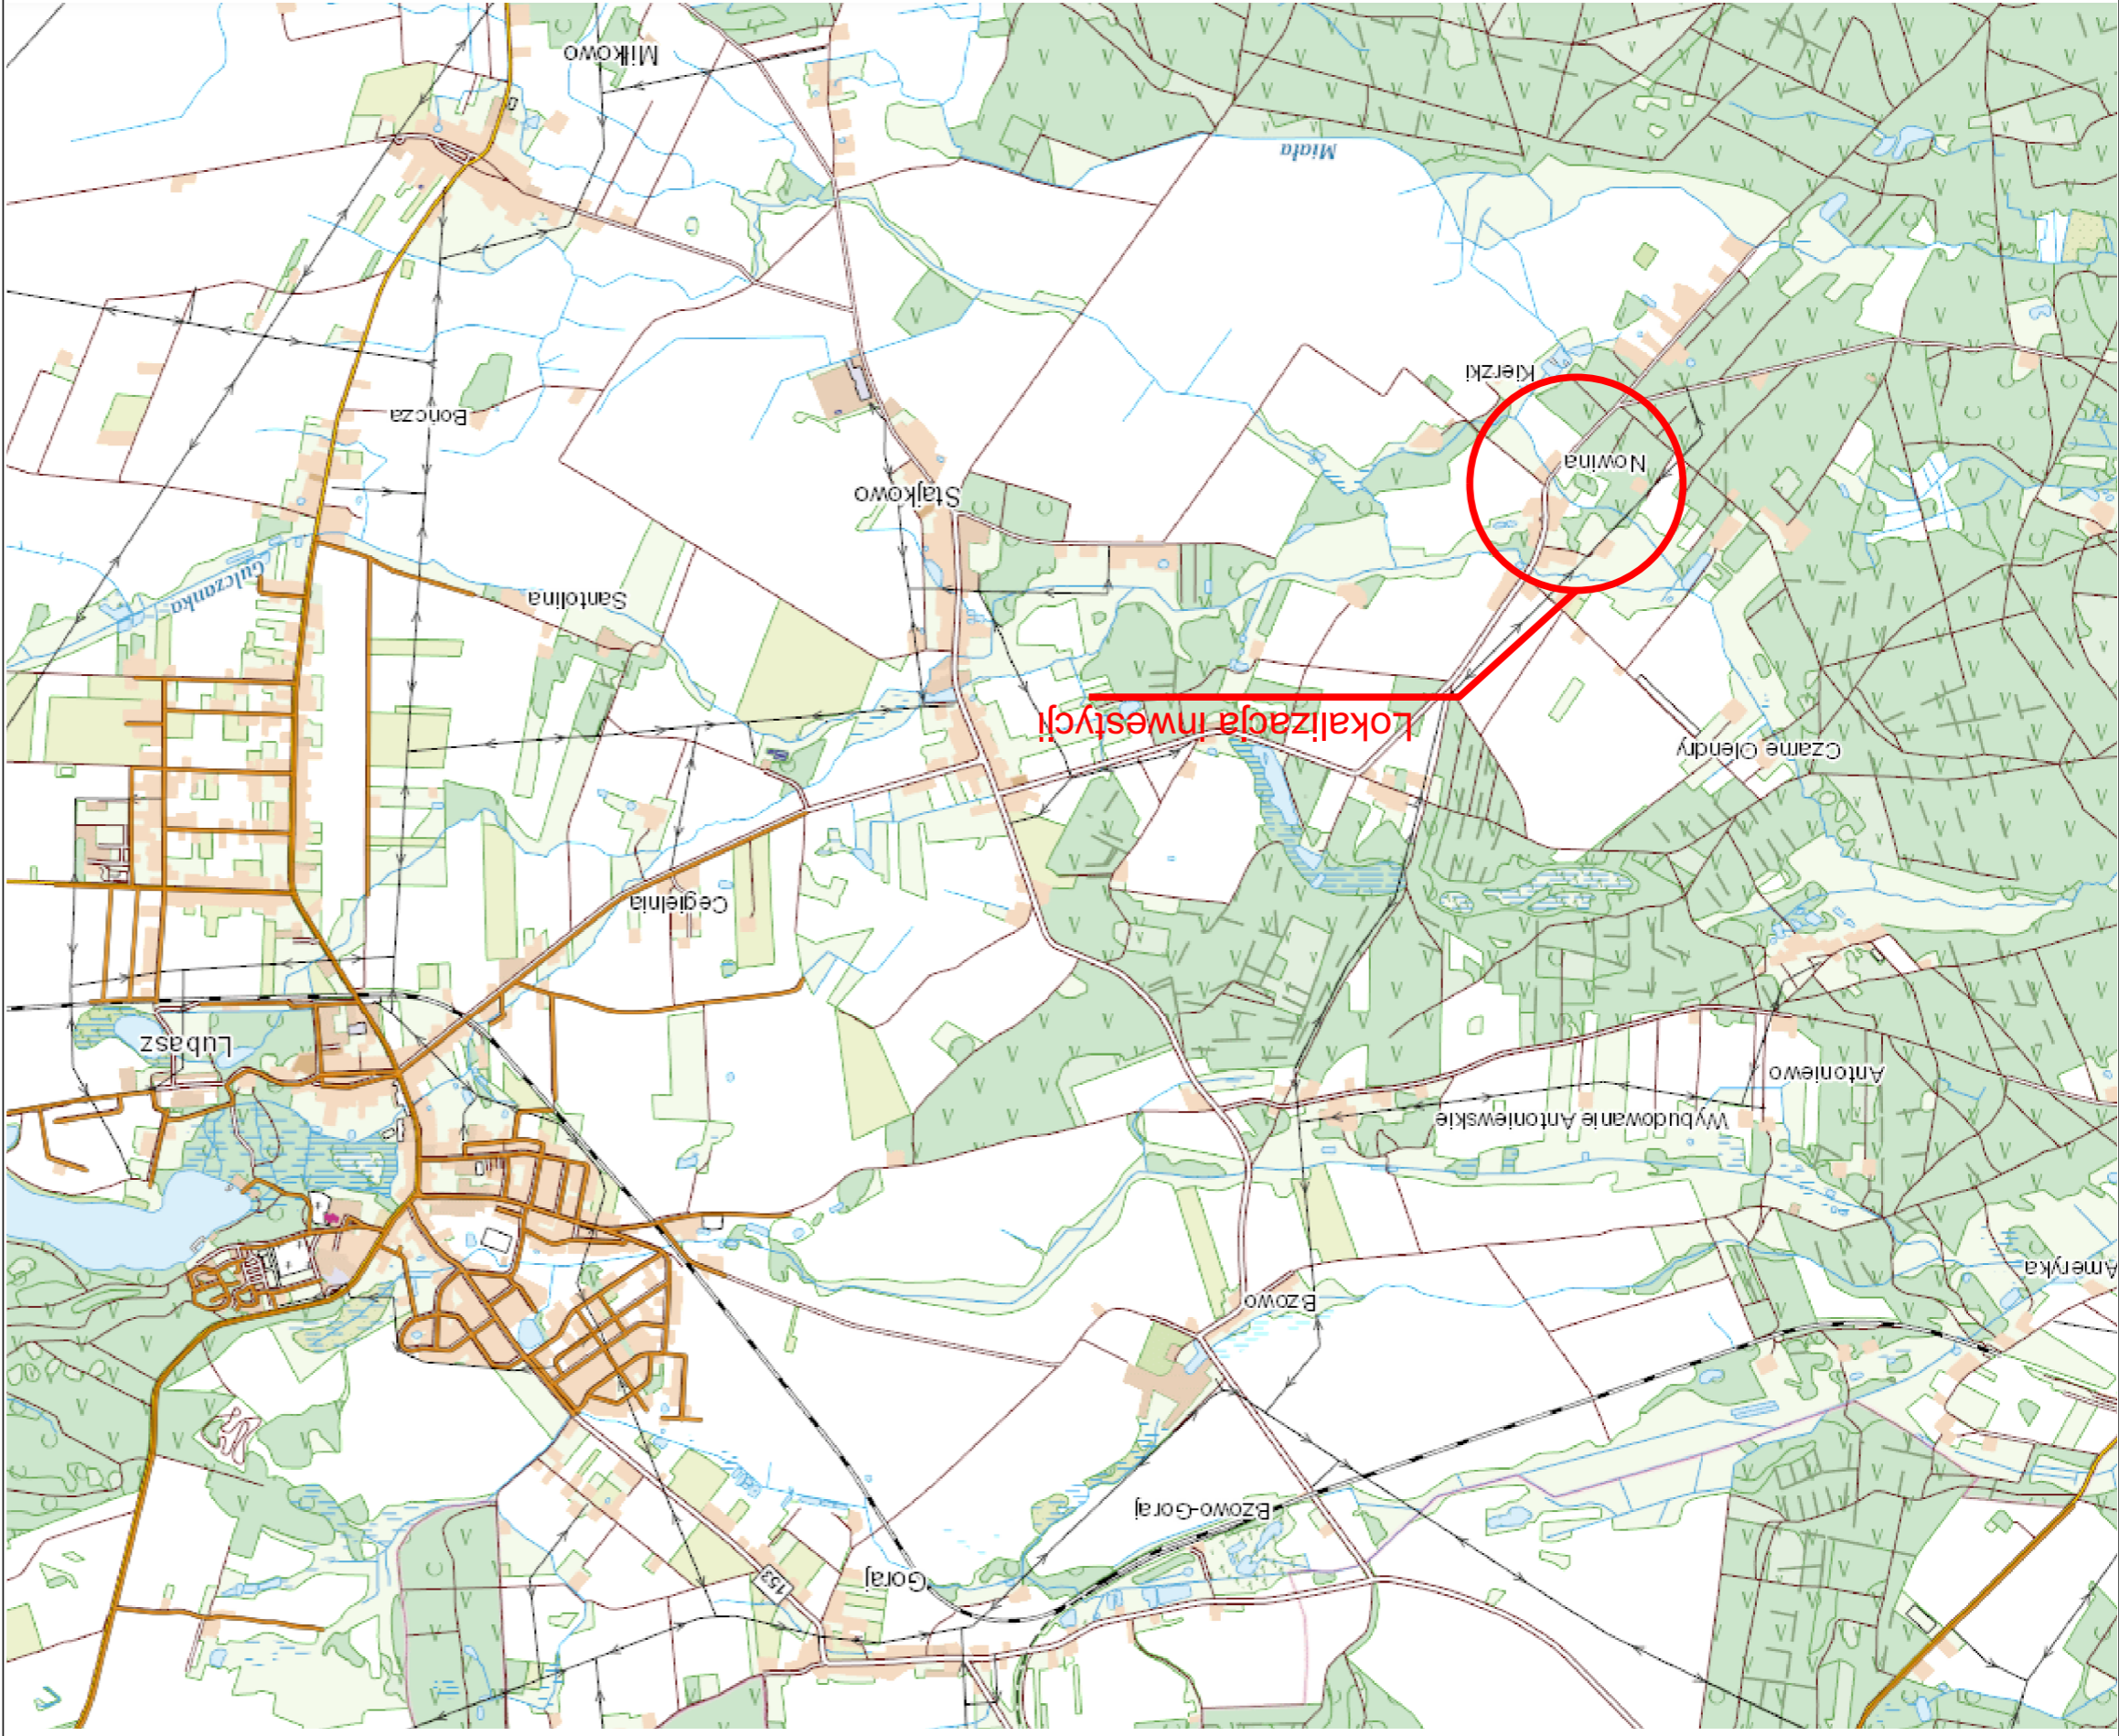 Ameryka
Goraj
153
Bzowo-Goraj
Bzowo
Wybudowanie Antoniewskie
Antoniewo
Lubasz
Cegielnia
Czarne Olendry
Lokalizacja inwestycji
Santolina
Gulczanka
Stajkowo
Nowina
Bończa
Kierzki
Miała
Miłkowo